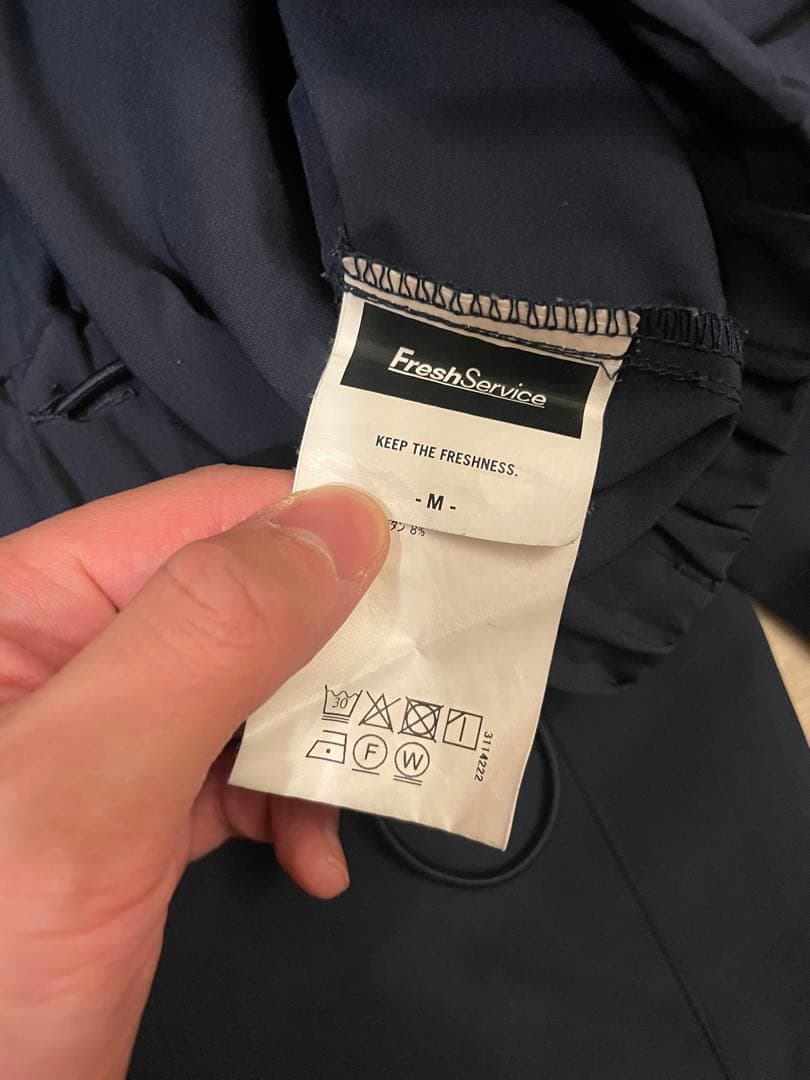 FreshService
KEEP THE FRESHNESS.
- M -
タン 8%
30
F W
3114222